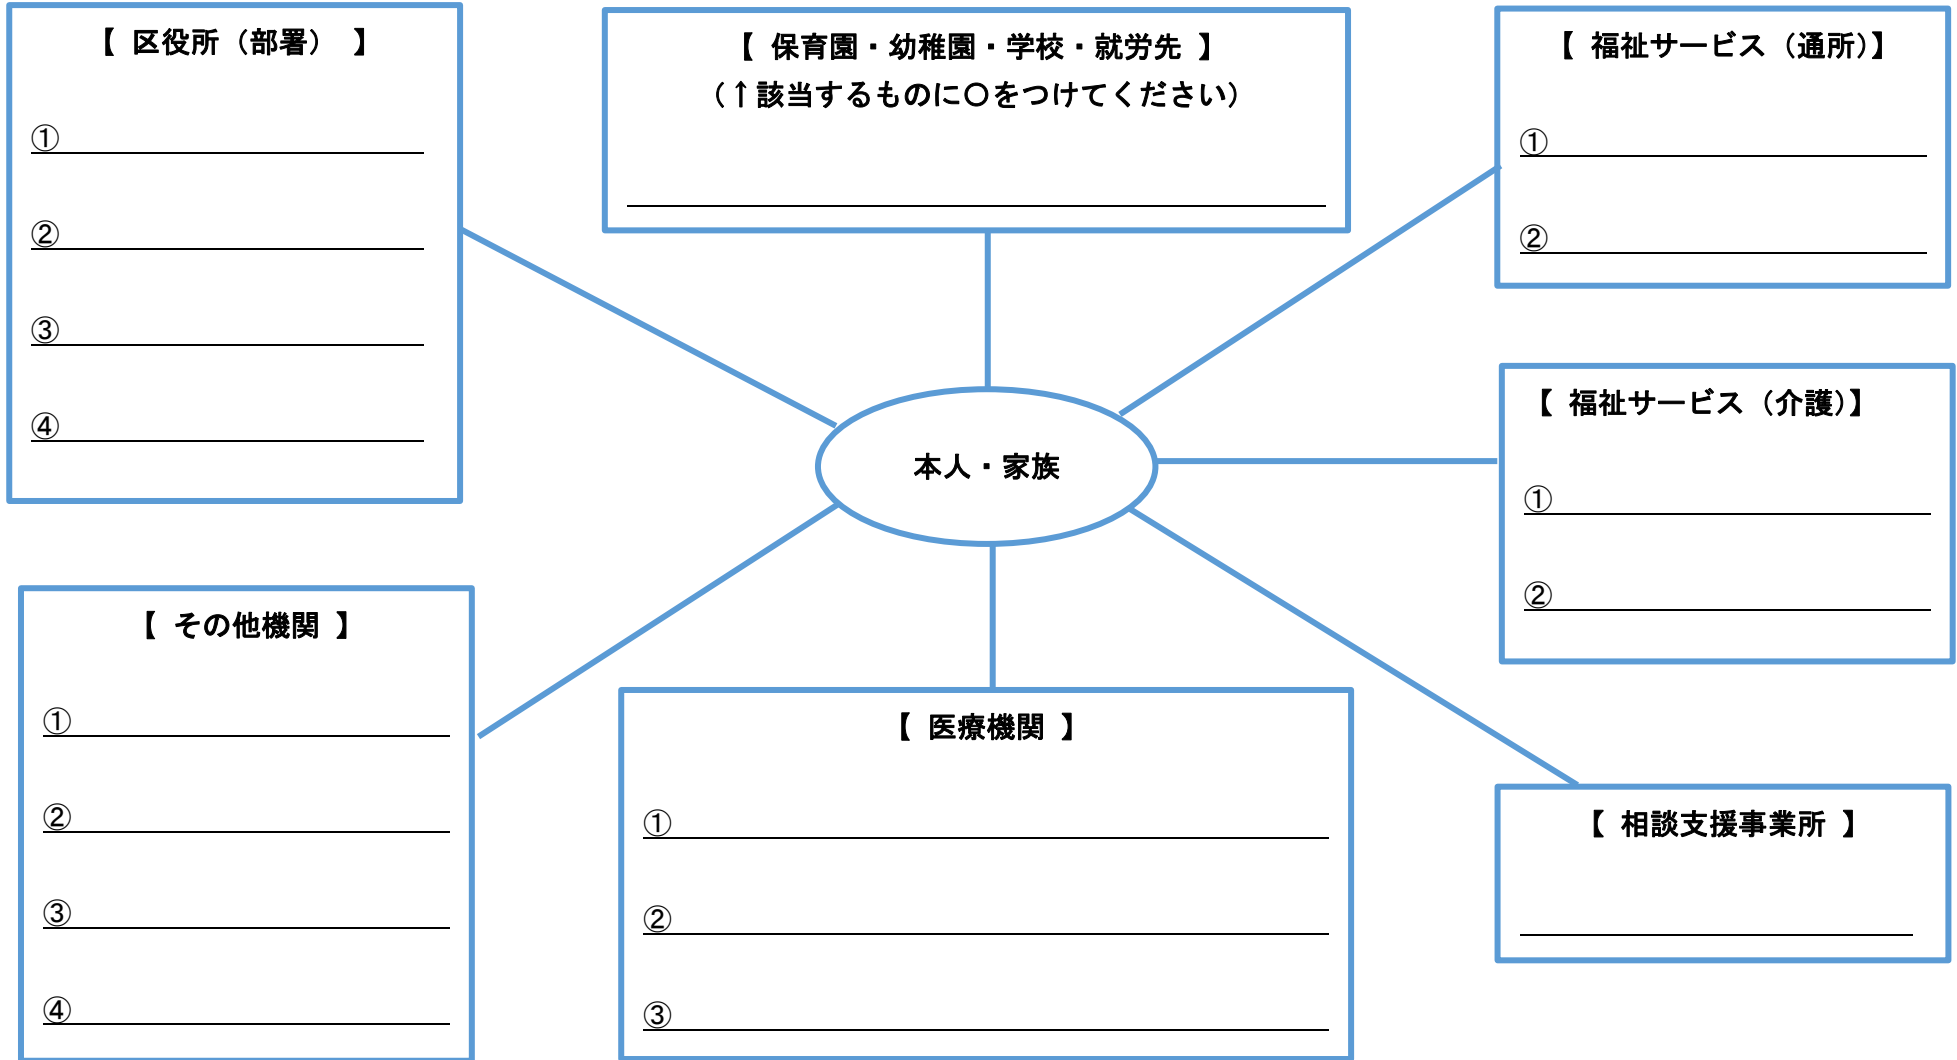 【 区役所（部署） 】
①
②
③
④
【 保育園・幼稚園・学校・就労先 】
（↑該当するものに〇をつけてください）
【 福祉サービス（通所）】
①
②
【 福祉サービス（介護）】
①
②
本人・家族
【 その他機関 】
①
②
③
④
【 医療機関 】
①
②
③
【 相談支援事業所 】